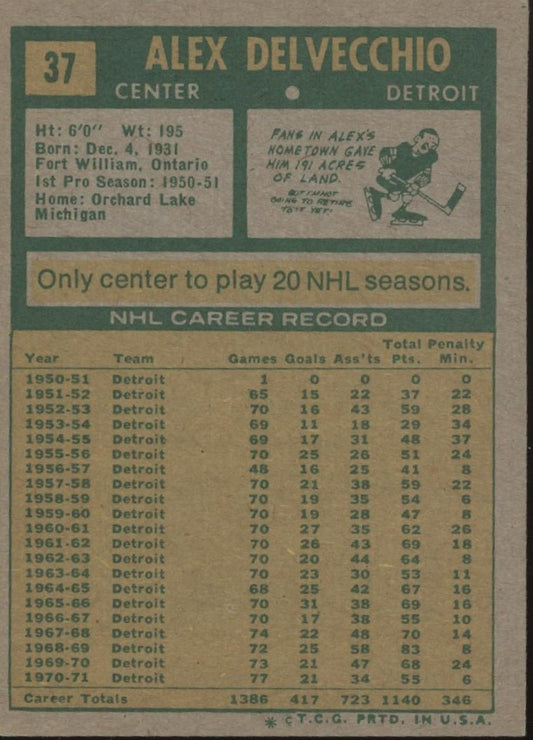 37
ALEX DELVECCHIO
CENTER • DETROIT
Ht: 6'0'' Wt: 195
Born: Dec. 4, 1931
Fort William, Ontario
1st Pro Season: 1950-51
Home: Orchard Lake
Michigan
FANS IN ALEX'S
HOMETOWN GAVE
HIM 191 ACRES
OF LAND.
BUT I'M NOT
GOING TO RETIRE
TO IT YET!
Only center to play 20 NHL seasons.
NHL CAREER RECORD
Total Penalty
Year Team Games Goals Ass'ts Pts. Min.
1950-51 Detroit 1 0 0 0 0
1951-52 Detroit 65 15 22 37 22
1952-53 Detroit 70 16 43 59 28
1953-54 Detroit 69 11 18 29 34
1954-55 Detroit 69 17 31 48 37
1955-56 Detroit 70 25 26 51 24
1956-57 Detroit 48 16 25 41 8
1957-58 Detroit 70 21 38 59 22
1958-59 Detroit 70 19 35 54 6
1959-60 Detroit 70 19 28 47 8
1960-61 Detroit 70 27 35 62 26
1961-62 Detroit 70 26 43 69 18
1962-63 Detroit 70 20 44 64 8
1963-64 Detroit 70 23 30 53 11
1964-65 Detroit 68 25 42 67 16
1965-66 Detroit 70 31 38 69 16
1966-67 Detroit 70 17 38 55 10
1967-68 Detroit 74 22 48 70 14
1968-69 Detroit 72 25 58 83 8
1969-70 Detroit 73 21 47 68 24
1970-71 Detroit 77 21 34 55 6
Career Totals 1386 417 723 1140 346
* © T.C.G. PRTD. IN U.S.A.